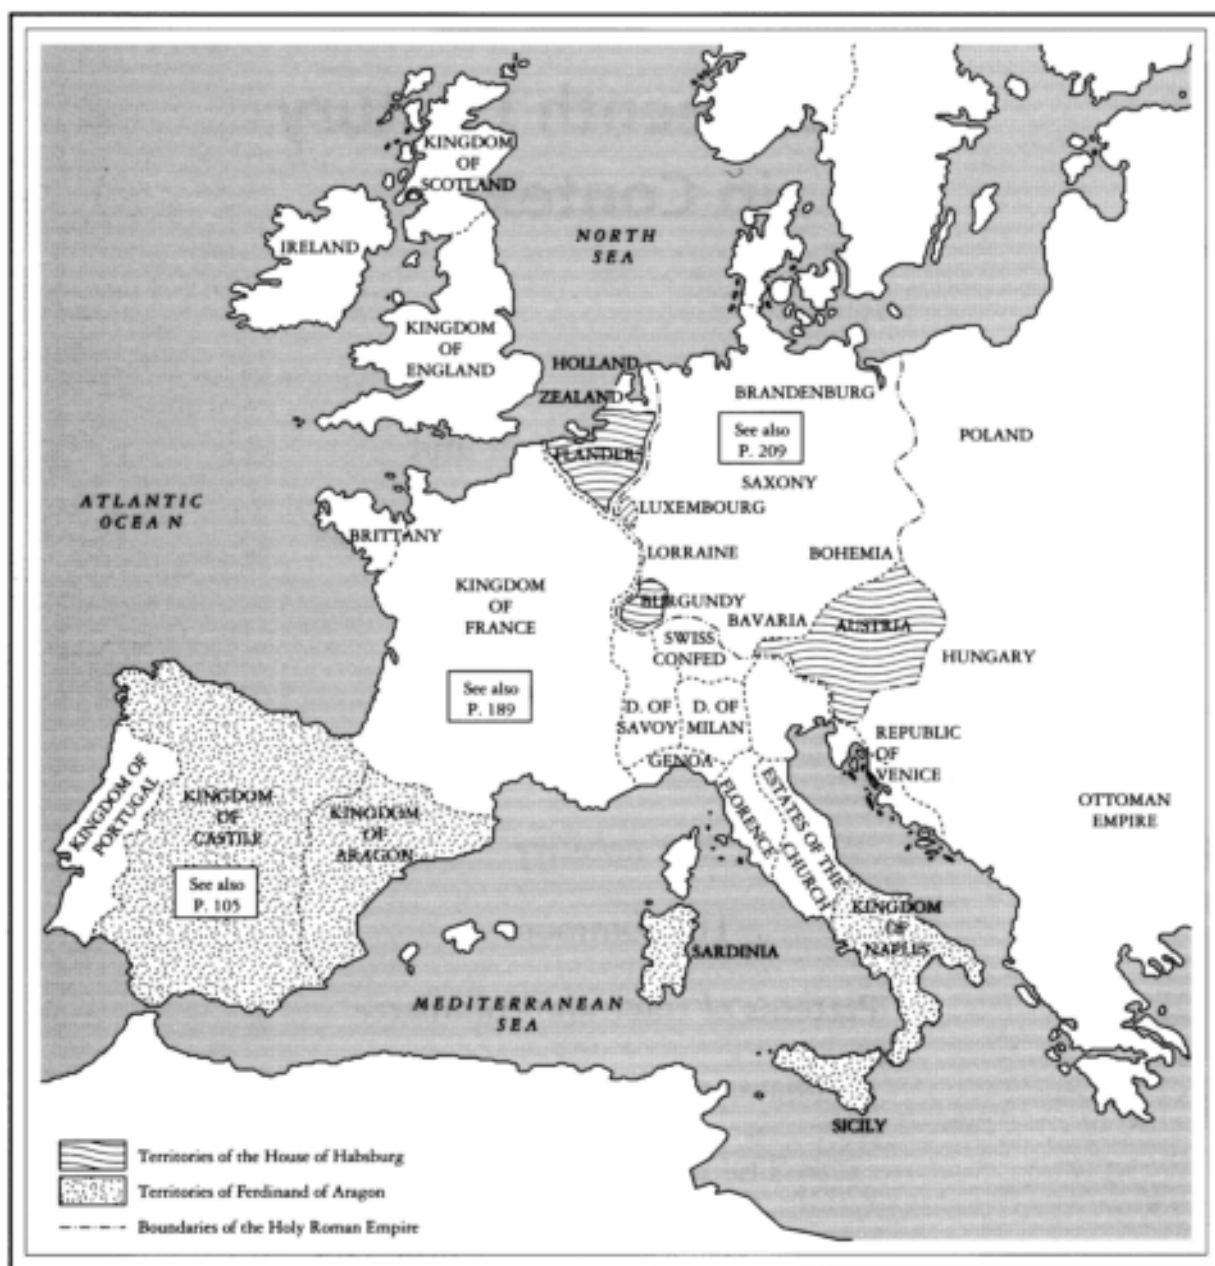 KINGDOM
OF
SCOTLAND
IRELAND
NORTH
SEA
KINGDOM
OF
ENGLAND
HOLLAND
ZEALAND
BRANDENBURG
See also
P. 209
POLAND
FLANDERS
SAXONY
ATLANTIC
OCEAN
LUXEMBOURG
BRITTANY
LORRAINE
BOHEMIA
KINGDOM
OF
FRANCE
BURGUNDY
BAVARIA
AUSTRIA
SWISS
CONFED
HUNGARY
See also
P. 189
D. OF
SAVOY
D. OF
MILAN
REPUBLIC
OF
VENICE
GENOA
KINGDOM OF
PORTUGAL
KINGDOM
OF
CASTILE
KINGDOM
OF
ARAGON
FLORENCE
ESTATES OF THE
CHURCH
OTTOMAN
EMPIRE
See also
P. 105
KINGDOM
OF
NAPLES
SARDINIA
MEDITERRANEAN
SEA
SICILY
Territories of the House of Habsburg
Territories of Ferdinand of Aragon
Boundaries of the Holy Roman Empire